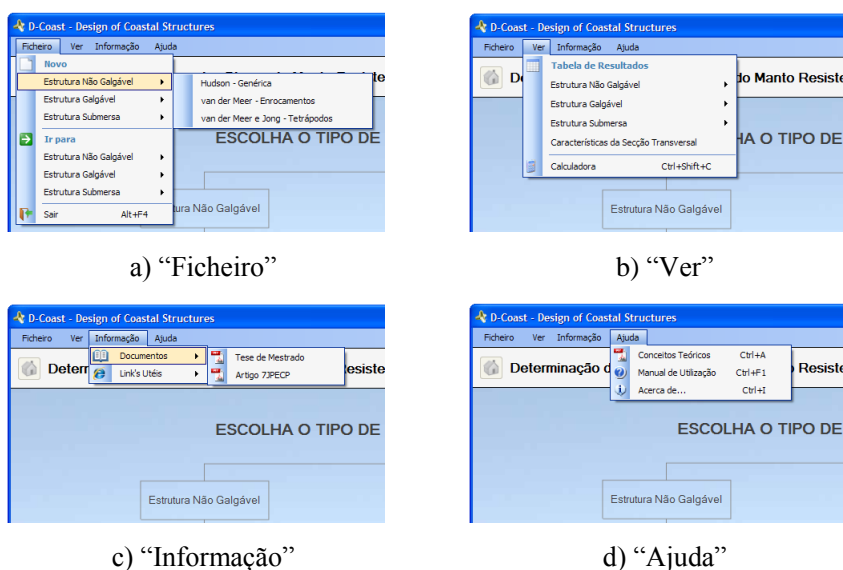 D-Coast - Design of Coastal Structures
Ficheiro Ver Informação Ajuda
Novo
Estrutura Não Galgável
Estrutura Galgável
Estrutura Submersa
Ir para
Estrutura Não Galgável
Estrutura Galgável
Estrutura Submersa
Sair Alt+F4
Hudson - Genérica
van der Meer - Enrocamentos
van der Meer e Jong - Tetrápodos
ESCOLHA O TIPO DE
tura Não Galgável
a) “Ficheiro”
D-Coast - Design of Coastal Structures
Ficheiro Ver Informação Ajuda
Tabela de Resultados
Estrutura Não Galgável
Estrutura Galgável
Estrutura Submersa
Características da Secção Transversal
Calculadora Ctrl+Shift+C
do Manto Resiste
HA O TIPO DE
Estrutura Não Galgável
b) “Ver”
D-Coast - Design of Coastal Structures
Ficheiro Ver Informação Ajuda
Documentos
Link's Utéis
Tese de Mestrado
Artigo 7JPECP
Deterr
esiste
ESCOLHA O TIPO DE
Estrutura Não Galgável
c) “Informação”
D-Coast - Design of Coastal Structures
Ficheiro Ver Informação Ajuda
Conceitos Teóricos Ctrl+A
Manual de Utilização Ctrl+F1
Acerca de... Ctrl+I
Determinação d
o Resiste
ESCOLHA O TIPO DE
Estrutura Não Galgável
d) “Ajuda”